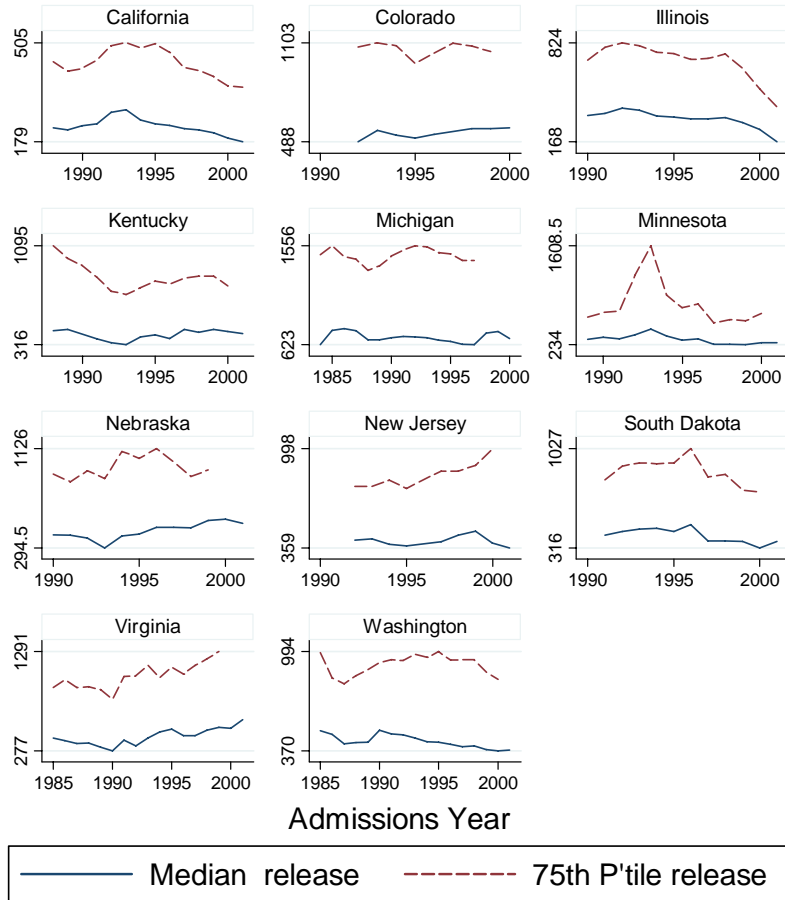 California
Colorado
Illinois
505
179
1990 1995 2000
1103
488
1990 1995 2000
824
168
1990 1995 2000
Kentucky
Michigan
Minnesota
1095
316
1990 1995 2000
1556
623
1985 1990 1995 2000
1608.5
234
1990 1995 2000
Nebraska
New Jersey
South Dakota
1126
294.5
1990 1995 2000
998
359
1990 1995 2000
1027
316
1990 1995 2000
Virginia
Washington
1291
277
1985 1990 1995 2000
994
370
1985 1990 1995 2000
Admissions Year
Median release
75th P'tile release